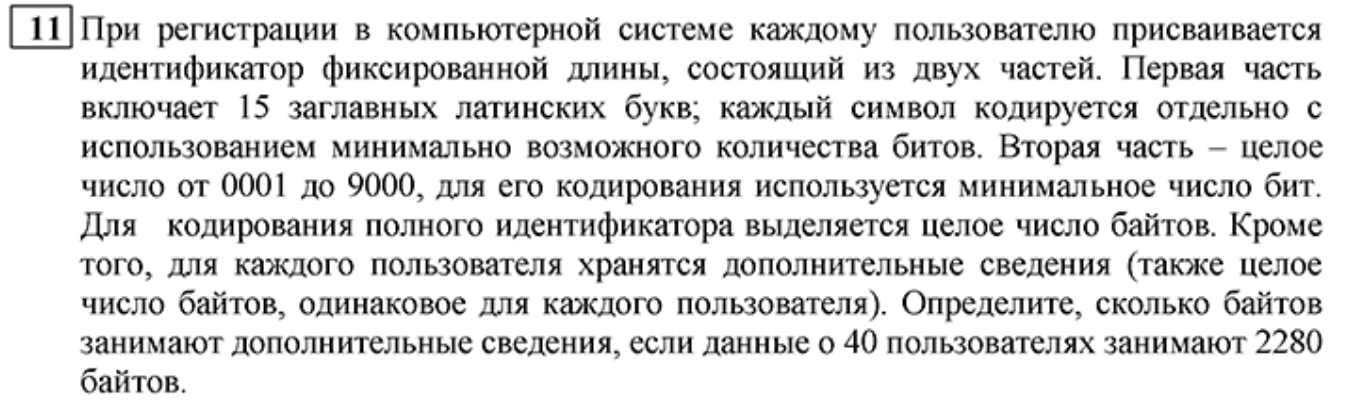 11 При регистрации в компьютерной системе каждому пользователю присваивается
идентификатор фиксированной длины, состоящий из двух частей. Первая часть
включает 15 заглавных латинских букв; каждый символ кодируется отдельно с
использованием минимально возможного количества битов. Вторая часть – целое
число от 0001 до 9000, для его кодирования используется минимальное число бит.
Для кодирования полного идентификатора выделяется целое число байтов. Кроме
того, для каждого пользователя хранятся дополнительные сведения (также целое
число байтов, одинаковое для каждого пользователя). Определите, сколько байтов
занимают дополнительные сведения, если данные о 40 пользователях занимают 2280
байтов.